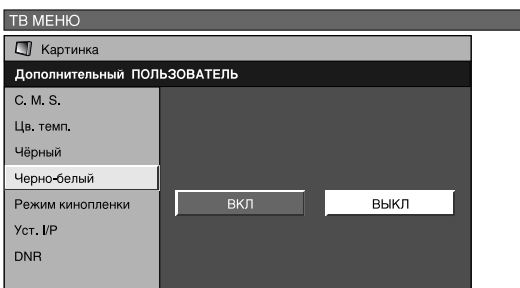 ТВ МЕНЮ
Картинка
Дополнительный ПОЛЬЗОВАТЕЛЬ
C. M. S.
Цв. темп.
Чёрный
Черно-белый
Режим кинопленки
ВКЛ
ВЫКЛ
Уст. I/P
DNR